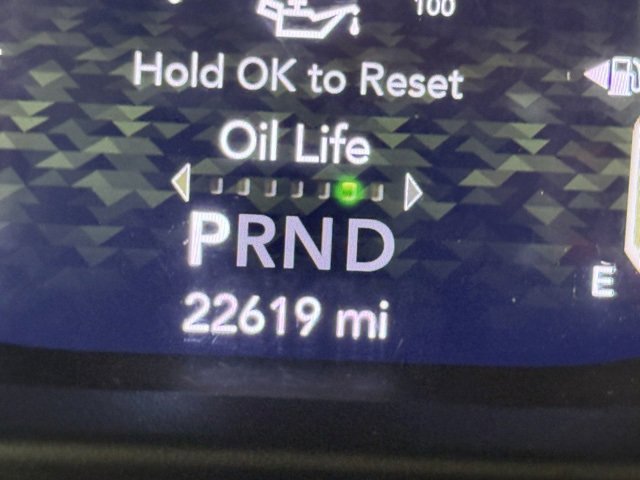 100
Hold OK to Reset
Oil Life
PRND
E
22619 mi